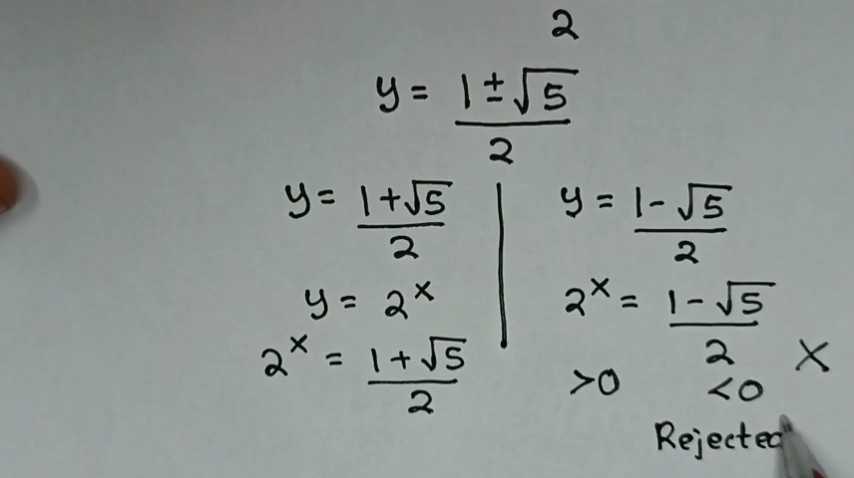 2
y = (1 ± √5)/2
y = (1 + √5)/2
y = 2^x
2^x = (1 + √5)/2
y = (1 - √5)/2
2^x = (1 - √5)/2 X
>0 <0
Rejected